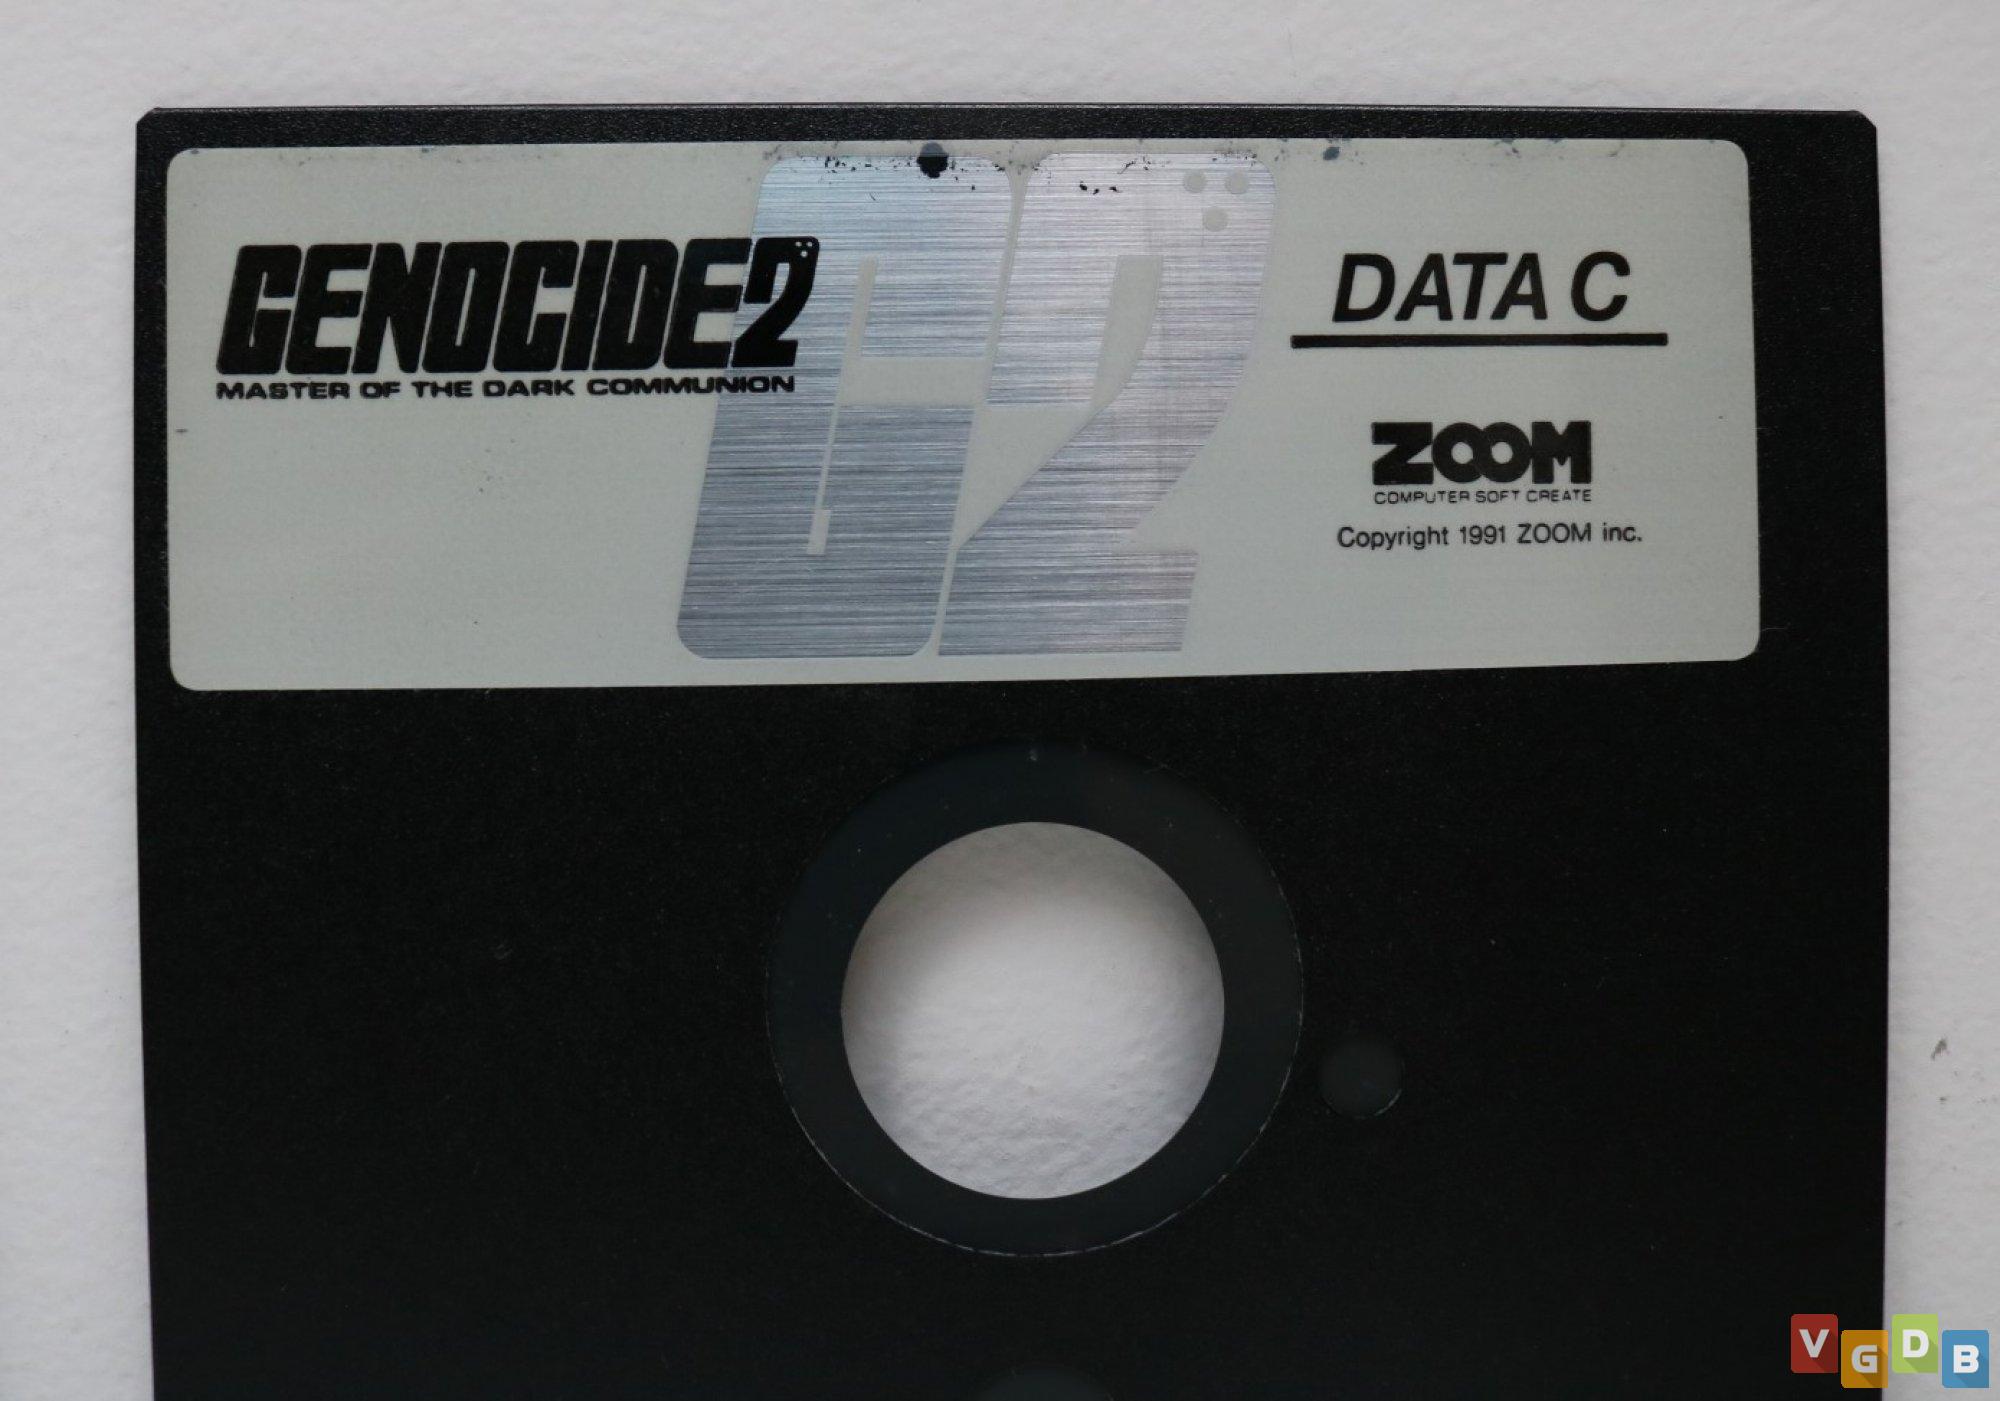 GENOCIDE2
MASTER OF THE DARK COMMUNION
G2
DATA C
ZOOM
COMPUTER SOFT CREATE
Copyright 1991 ZOOM inc.
VGDB